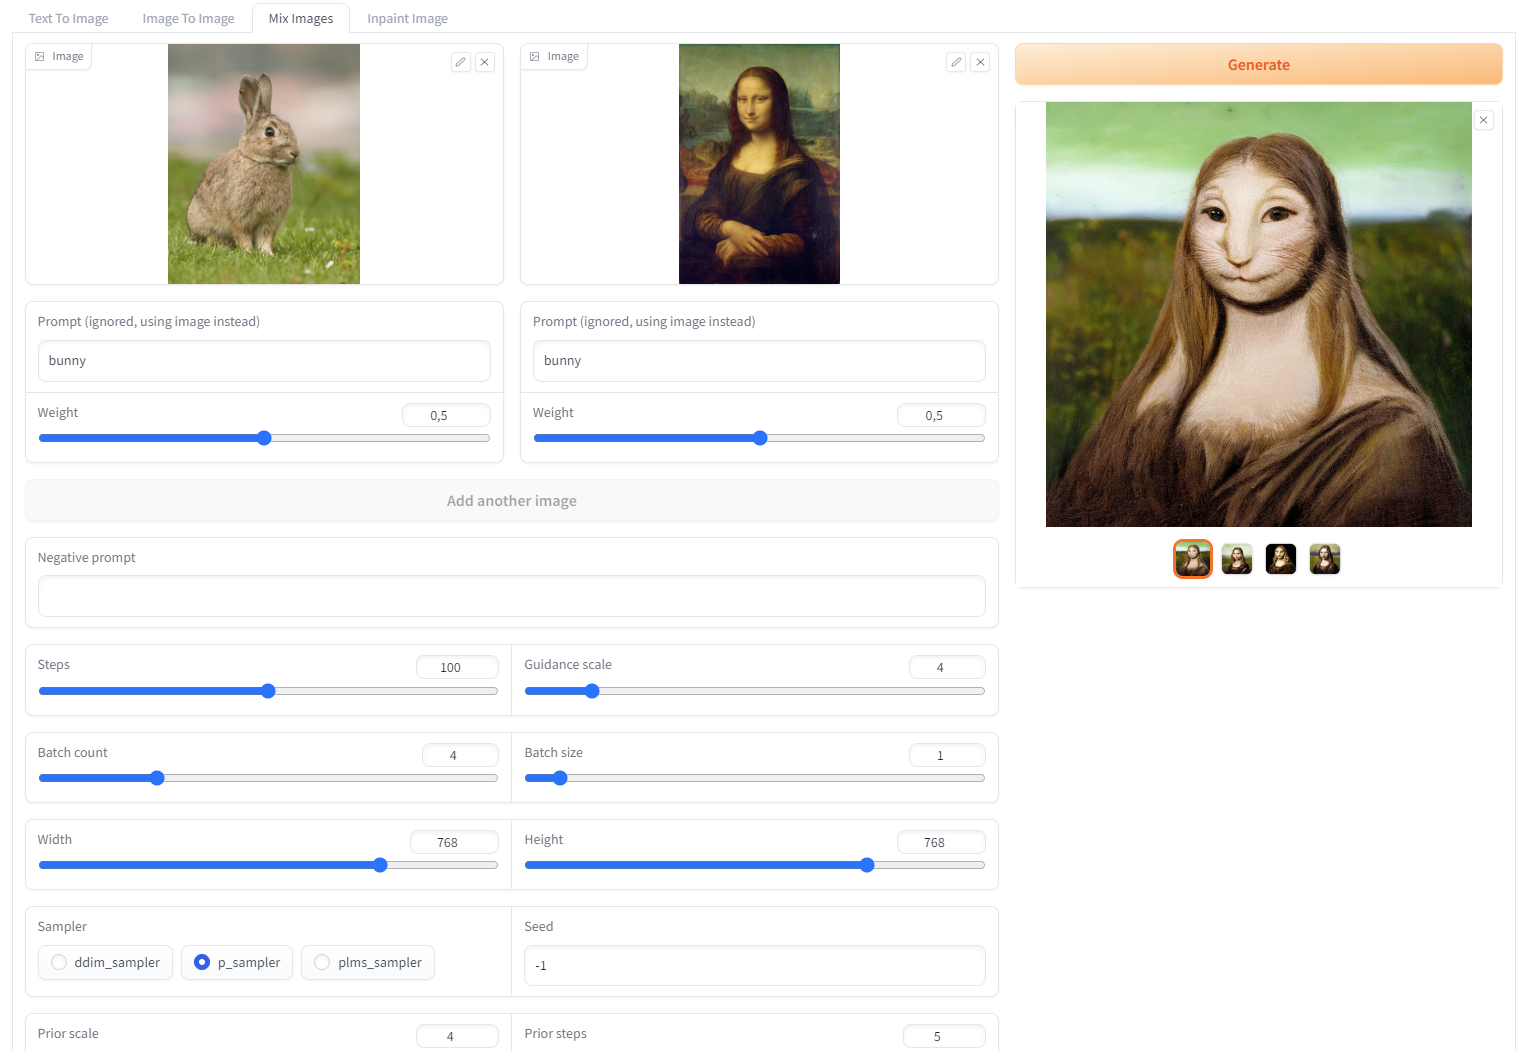 Text To Image
Image To Image
Mix Images
Inpaint Image
Image
Image
Generate
Prompt (ignored, using image instead)
bunny
Prompt (ignored, using image instead)
bunny
Weight
0,5
Weight
0,5
Add another image
Negative prompt
Steps
100
Guidance scale
4
Batch count
4
Batch size
1
Width
768
Height
768
Sampler
ddim_sampler
p_sampler
plms_sampler
Seed
-1
Prior scale
4
Prior steps
5